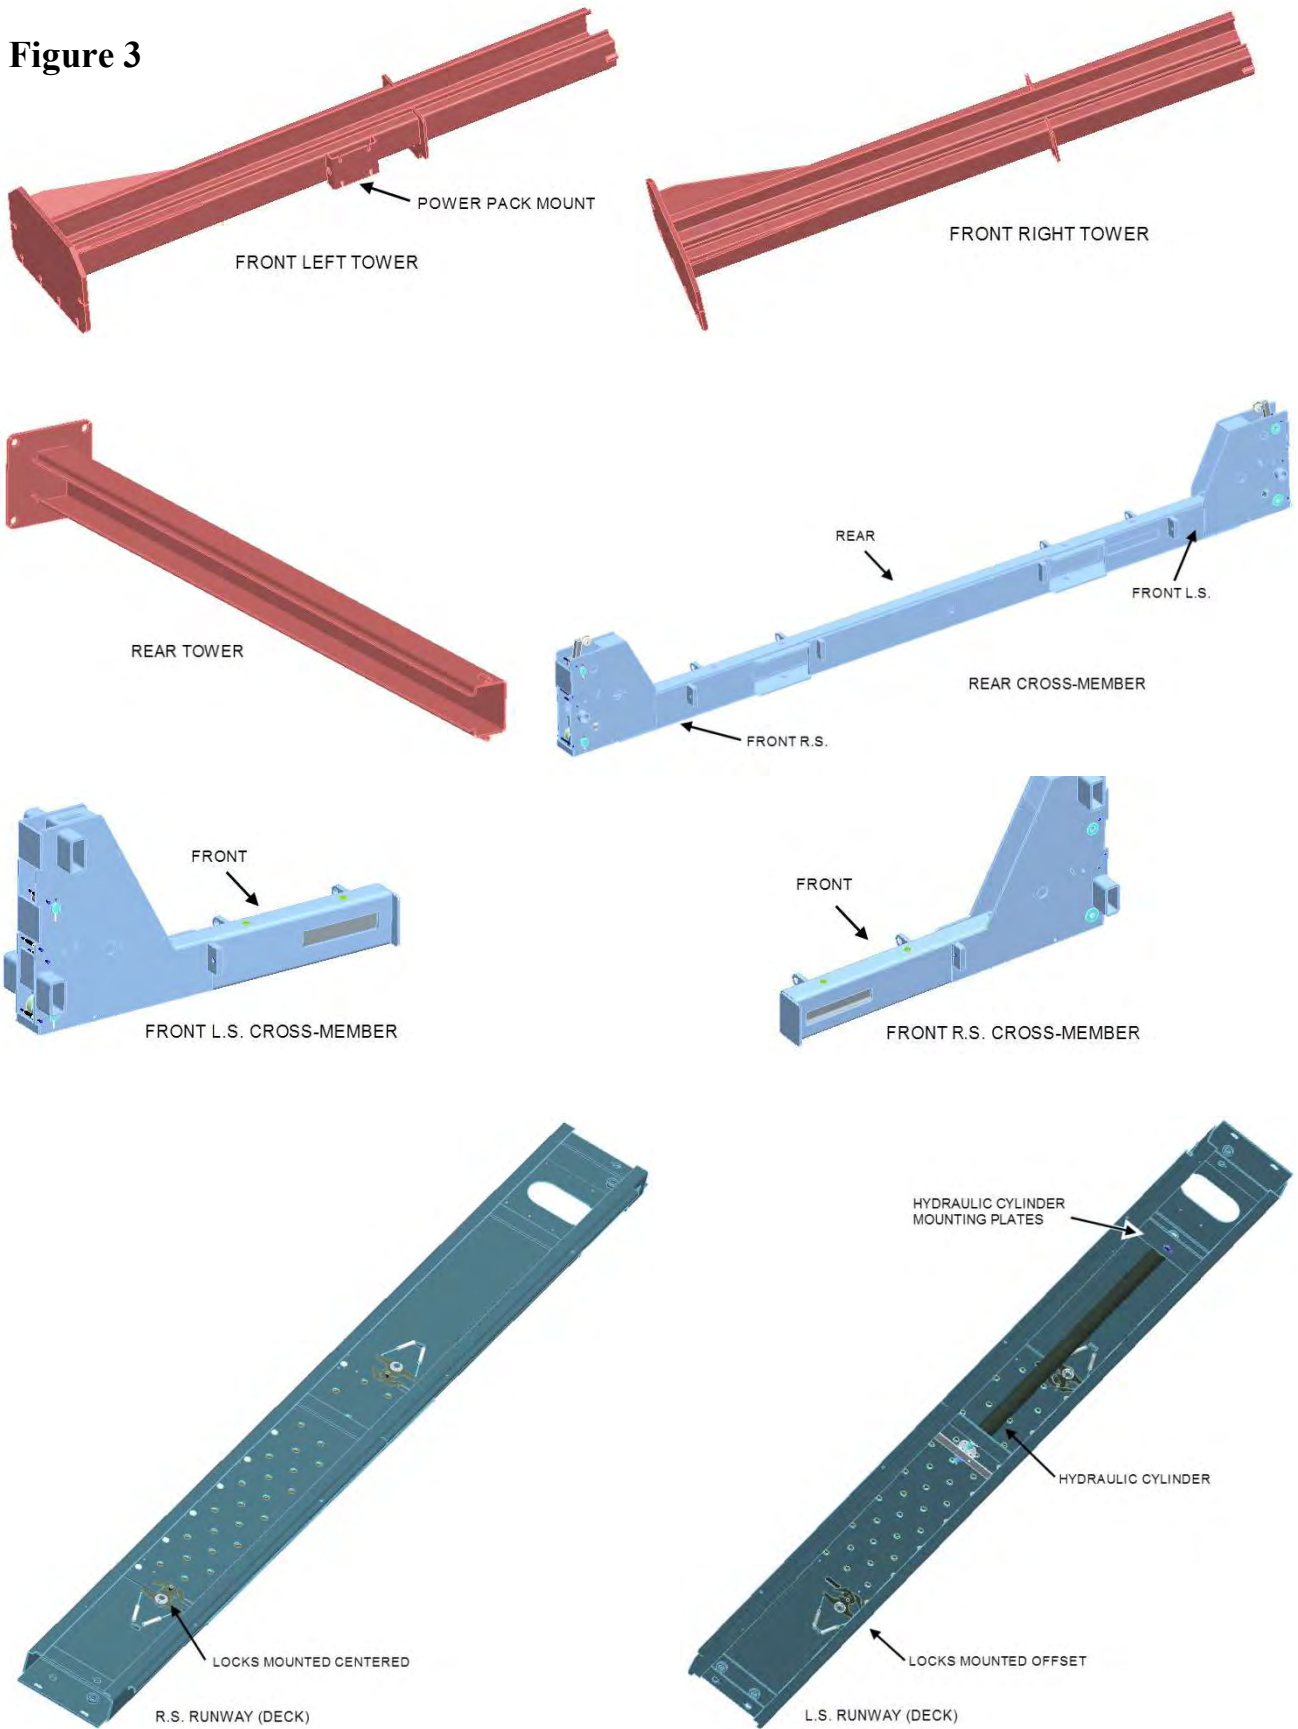 Figure 3
POWER PACK MOUNT
FRONT LEFT TOWER
FRONT RIGHT TOWER
REAR TOWER
REAR
FRONT L.S.
REAR CROSS-MEMBER
FRONT R.S.
FRONT
FRONT L.S. CROSS-MEMBER
FRONT
FRONT R.S. CROSS-MEMBER
HYDRAULIC CYLINDER
MOUNTING PLATES
HYDRAULIC CYLINDER
LOCKS MOUNTED CENTERED
R.S. RUNWAY (DECK)
LOCKS MOUNTED OFFSET
L.S. RUNWAY (DECK)